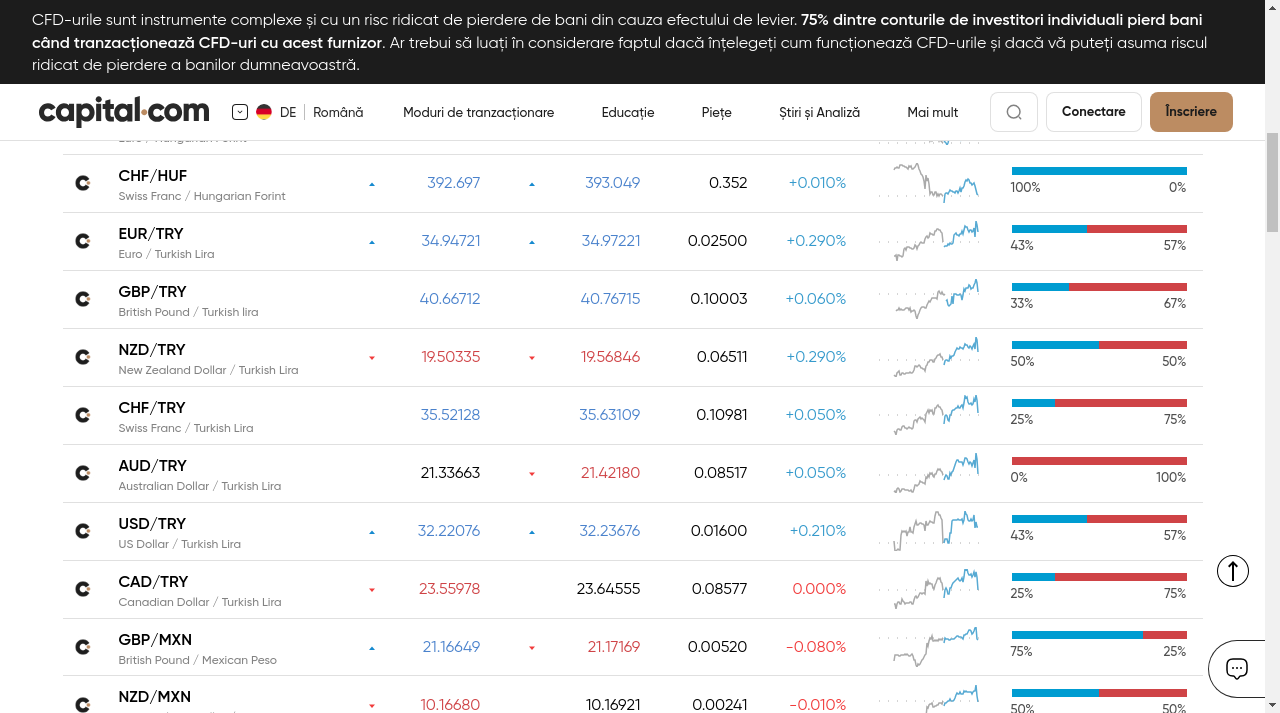 CFD-urile sunt instrumente complexe și cu un risc ridicat de pierdere de bani din cauza efectului de levier. 75% dintre conturile de investitori individuali pierd bani
când tranzacționează CFD-uri cu acest furnizor. Ar trebui să luați în considerare faptul dacă înțelegeți cum funcționează CFD-urile și dacă vă puteți asuma riscul
ridicat de pierdere a banilor dumneavoastră.
capital.com DE Română Moduri de tranzacționare Educație Piețe Știri și Analiză Mai mult Conectare Înscriere
CHF/HUF 392.697 393.049 0.352 +0.010%
Swiss Franc / Hungarian Forint 100% 0%
EUR/TRY 34.94721 34.97221 0.02500 +0.290%
Euro / Turkish Lira 43% 57%
GBP/TRY 40.66712 40.76715 0.10003 +0.060%
British Pound / Turkish lira 33% 67%
NZD/TRY 19.50335 19.56846 0.06511 +0.290%
New Zealand Dollar / Turkish Lira 50% 50%
CHF/TRY 35.52128 35.63109 0.10981 +0.050%
Swiss Franc / Turkish Lira 25% 75%
AUD/TRY 21.33663 21.42180 0.08517 +0.050%
Australian Dollar / Turkish Lira 0% 100%
USD/TRY 32.22076 32.23676 0.01600 +0.210%
US Dollar / Turkish Lira 43% 57%
CAD/TRY 23.55978 23.64555 0.08577 0.000%
Canadian Dollar / Turkish Lira 25% 75%
GBP/MXN 21.16649 21.17169 0.00520 -0.080%
British Pound / Mexican Peso 75% 25%
NZD/MXN 10.16680 10.16921 0.00241 -0.010%
50% 50%